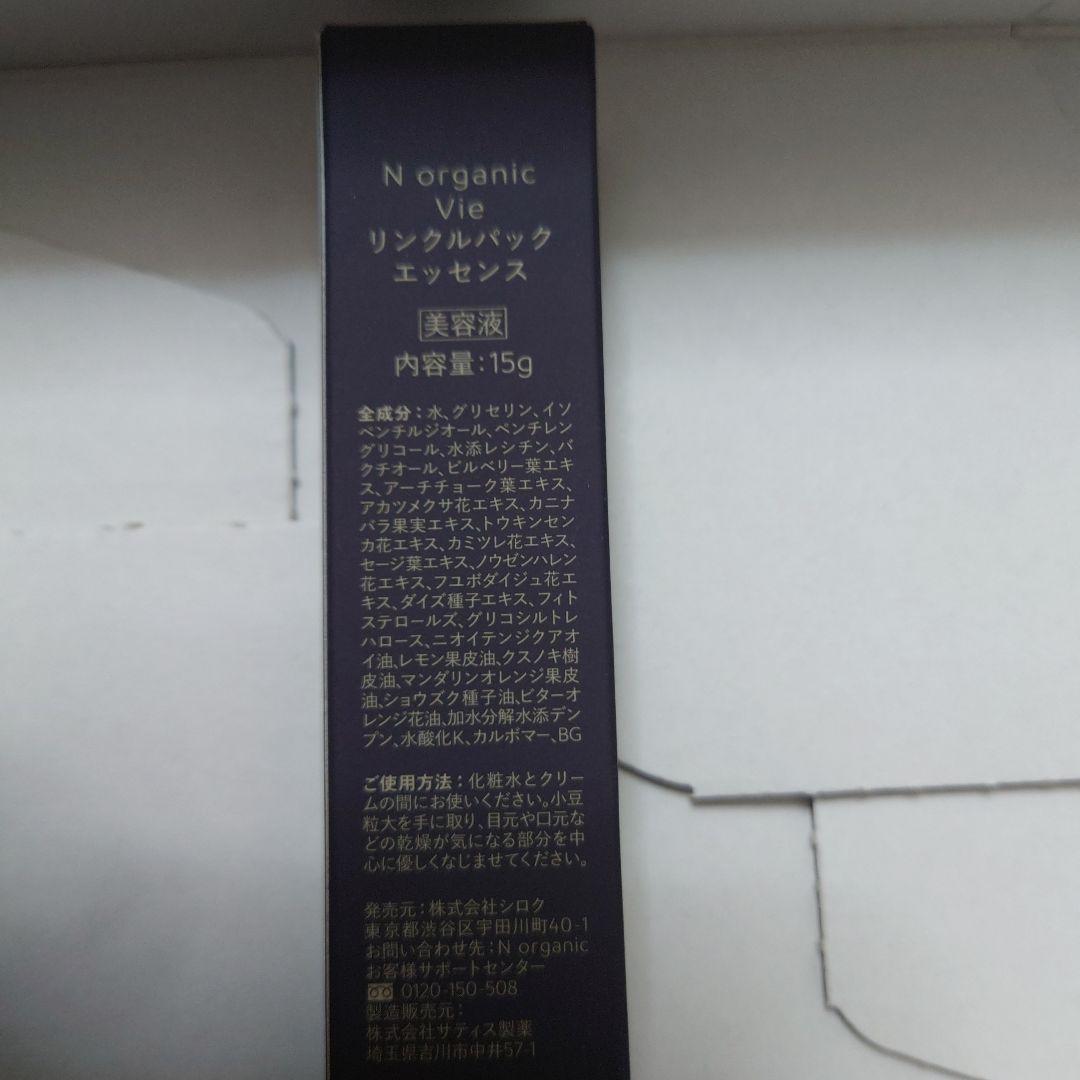 N organic
Vie
リンクルパック
エッセンス
美容液
内容量:15g
全成分:水、グリセリン、イソ
ペンチルジオール、ペンチレン
グリコール、水添レシチン、バ
クチオール、ビルベリー葉エキ
ス、アーチチョーク葉エキス、
アカツメクサ花エキス、カニナ
バラ果実エキス、トウキンセン
カ花エキス、カミツレ花エキス、
セージ葉エキス、ノウゼンハレン
花エキス、フユボダイジュ花エ
キス、ダイズ種子エキス、フィト
ステロールズ、グリコシルトレ
ハロース、ニオイテンジクアオ
イ油、レモン果皮油、クスノキ樹
皮油、マンダリンオレンジ果皮
油、ショウズク種子油、ビターオ
レンジ花油、加水分解水添デン
プン、水酸化K、カルボマー、BG
ご使用方法:化粧水とクリー
ムの間にお使いください。小豆
粒大を手に取り、目元や口元な
どの乾燥が気になる部分を中
心に優しくなじませてください。
発売元:株式会社シロク
東京都渋谷区宇田川町40-1
お問い合わせ先:N organic
お客様サポートセンター
0120-150-508
製造販売元:
株式会社サティス製薬
埼玉県吉川市中井57-1